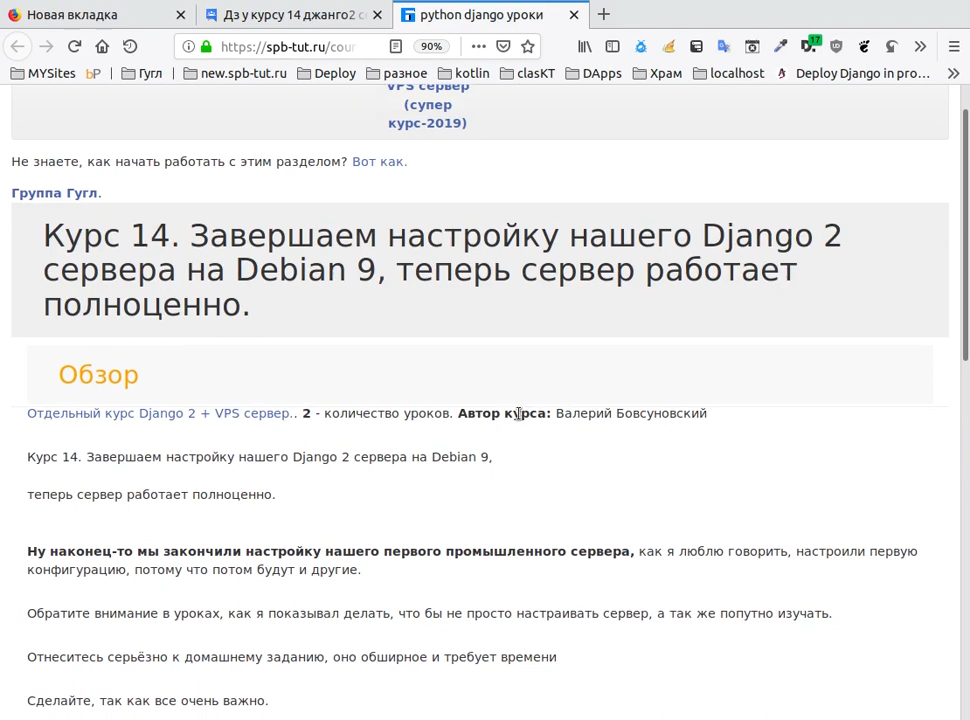 Новая вкладка
Дз у курсу 14 джанго2 с
python django уроки
https://spb-tut.ru/cour
90%
17
MYSites
bP
Гугл
new.spb-tut.ru
Deploy
разное
kotlin
clasKT
DApps
Храм
localhost
Deploy Django in pro…
VPS сервер
(супер
курс-2019)
Не знаете, как начать работать с этим разделом? Вот как.
Группа Гугл.
Курс 14. Завершаем настройку нашего Django 2
сервера на Debian 9, теперь сервер работает
полноценно.
Обзор
Отдельный курс Django 2 + VPS сервер.. 2 - количество уроков. Автор курса: Валерий Бовсуновский
Курс 14. Завершаем настройку нашего Django 2 сервера на Debian 9,
теперь сервер работает полноценно.
Ну наконец-то мы закончили настройку нашего первого промышленного сервера, как я люблю говорить, настроили первую
конфигурацию, потому что потом будут и другие.
Обратите внимание в уроках, как я показывал делать, что бы не просто настраивать сервер, а так же попутно изучать.
Отнеситесь серьёзно к домашнему заданию, оно обширное и требует времени
Сделайте, так как все очень важно.